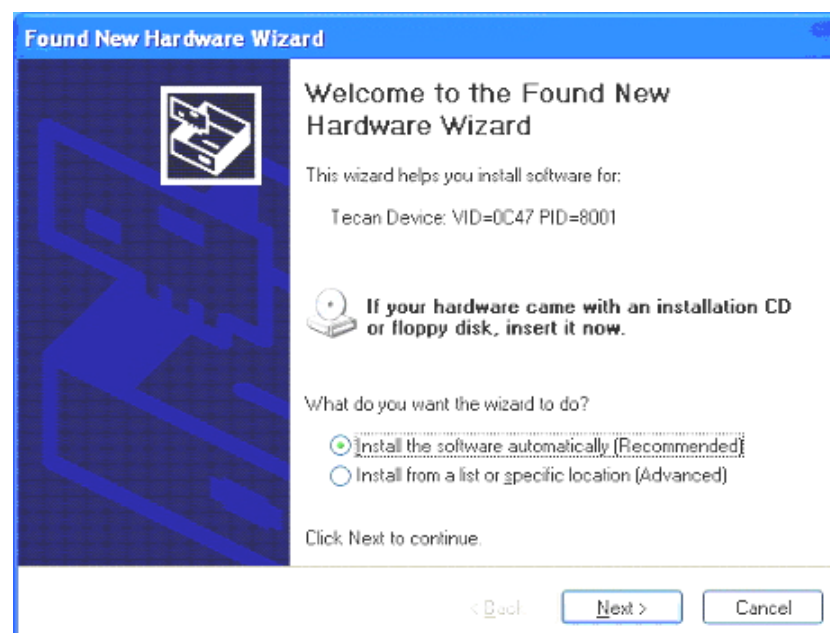 Found New Hardware Wizard
Welcome to the Found New
Hardware Wizard
This wizard helps you install software for:
Tecan Device: VID=0C47 PID=8001
If your hardware came with an installation CD
or floppy disk, insert it now.
What do you want the wizard to do?
Install the software automatically (Recommended)
Install from a list or specific location (Advanced)
Click Next to continue.
< Back
Next >
Cancel